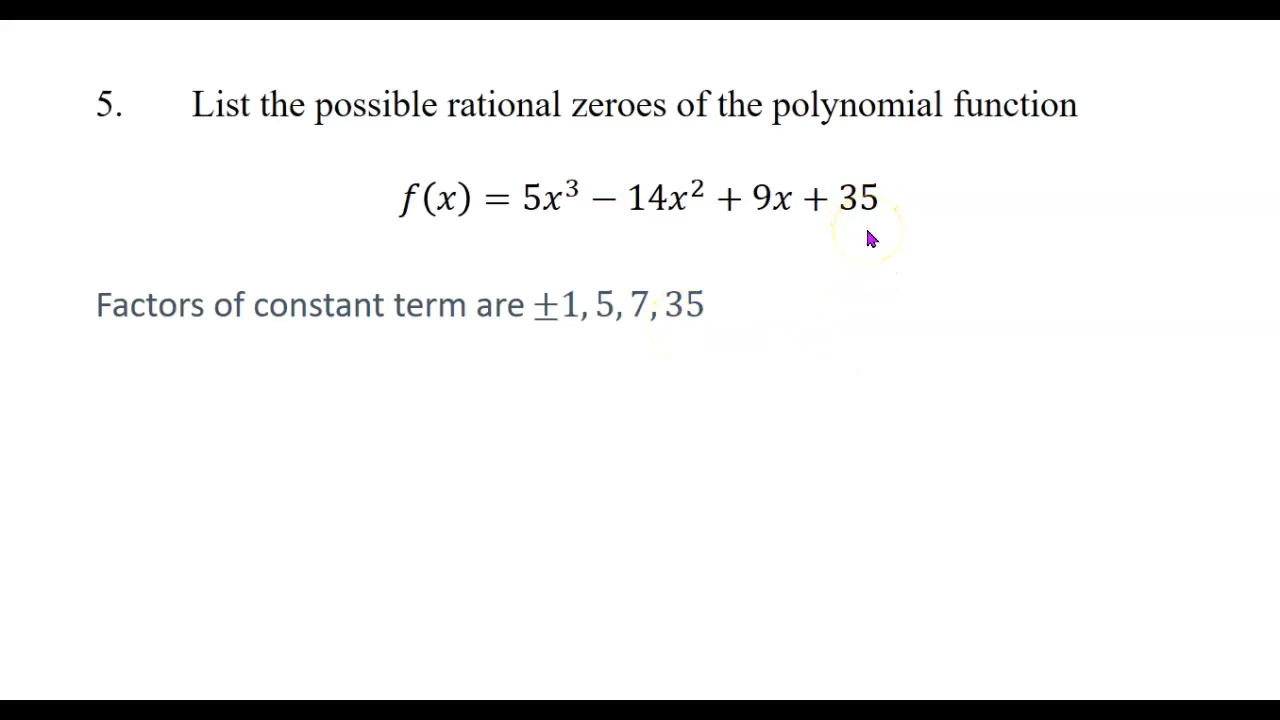 5. List the possible rational zeroes of the polynomial function
f(x) = 5x³ − 14x² + 9x + 35
Factors of constant term are ±1, 5, 7, 35